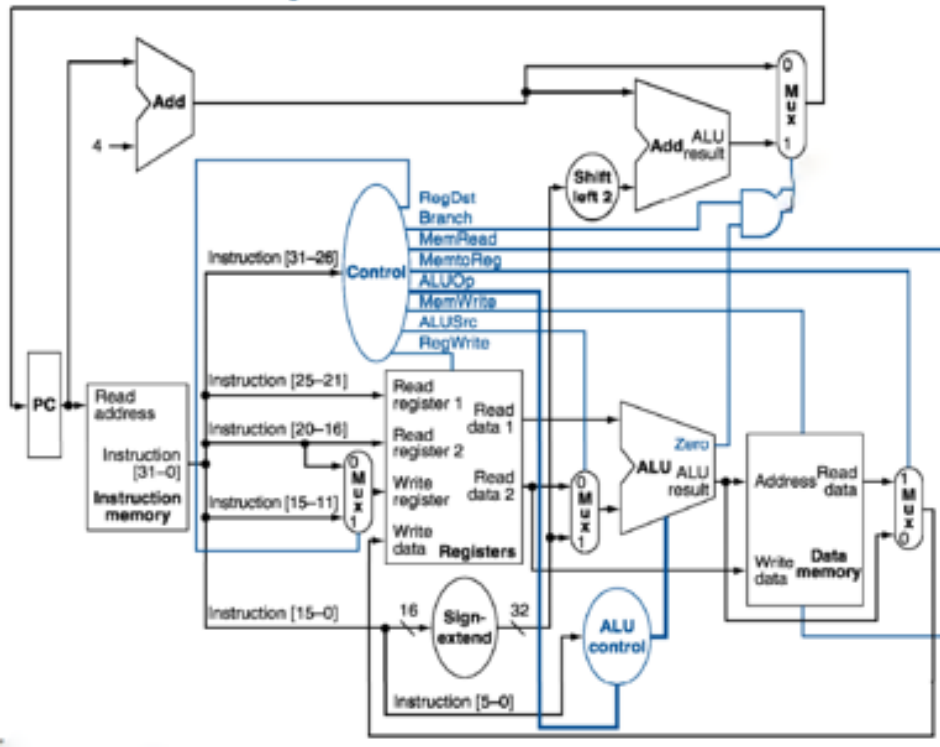 0
M
u
x
1
Add
4
Add ALU
result
Shift
left 2
RegDst
Branch
MemRead
MemtoReg
ALUOp
MemWrite
ALUSrc
RegWrite
Control
Instruction [31–26]
Instruction [25–21]
Instruction [20–16]
Instruction [15–11]
Instruction [15–0]
Instruction [5–0]
PC
Read
address
Instruction
[31–0]
Instruction
memory
0
M
u
x
1
Read
register 1
Read
register 2
Write
register
Write
data
Read
data 1
Read
data 2
Registers
16
Sign-
extend
32
0
M
u
x
1
Zero
ALU
ALU
result
ALU
control
Address
Read
data
Write
data
Data
memory
1
M
u
x
0